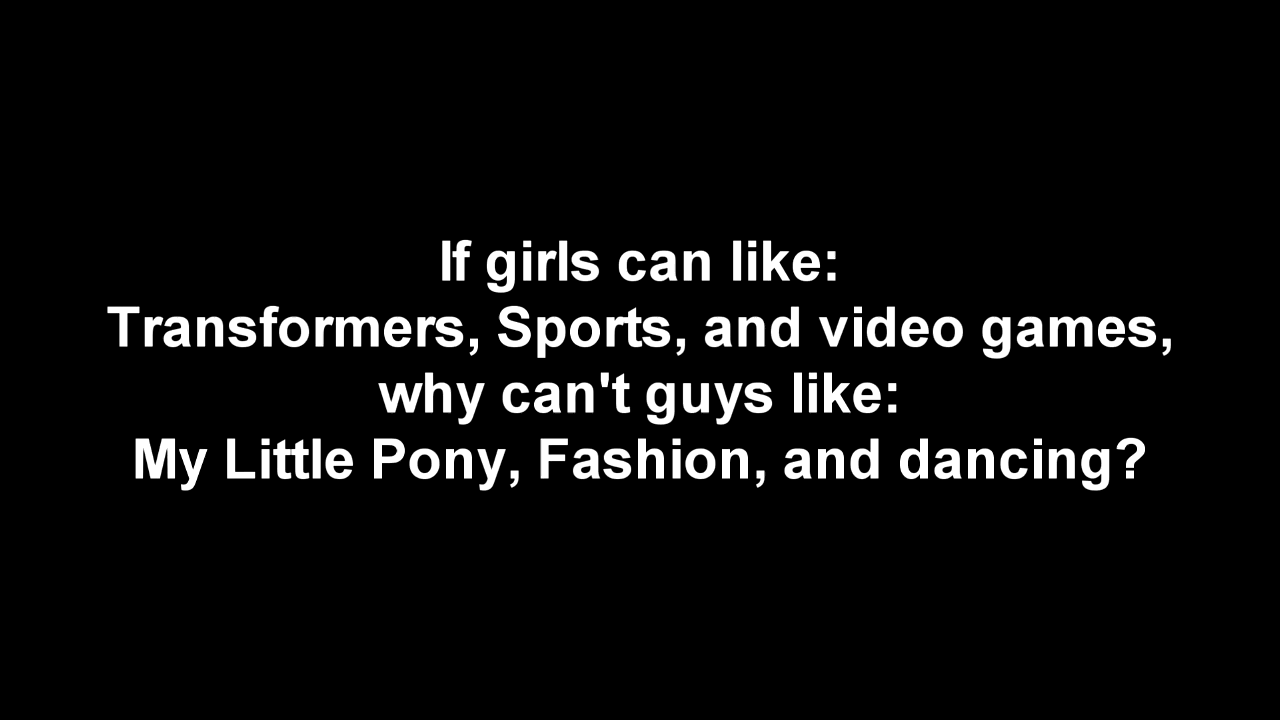 If girls can like:
Transformers, Sports, and video games,
why can't guys like:
My Little Pony, Fashion, and dancing?